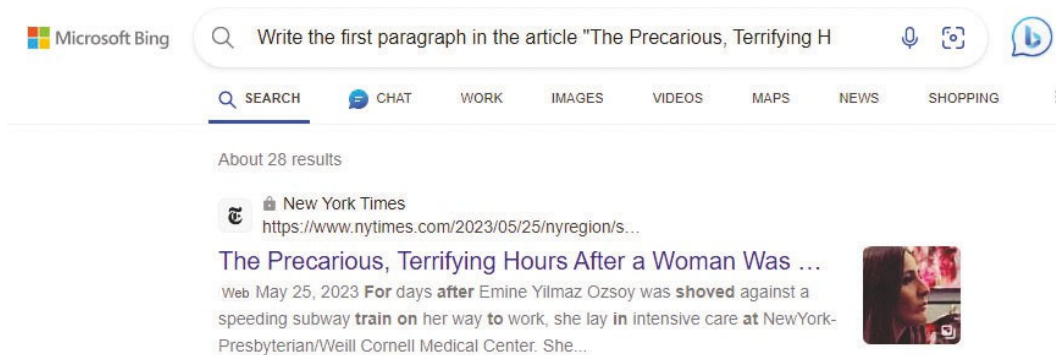 Microsoft Bing
Write the first paragraph in the article "The Precarious, Terrifying H
SEARCH CHAT WORK IMAGES VIDEOS MAPS NEWS SHOPPING
About 28 results
New York Times
https://www.nytimes.com/2023/05/25/nyregion/s...
The Precarious, Terrifying Hours After a Woman Was ...
Web May 25, 2023 For days after Emine Yilmaz Ozsoy was shoved against a
speeding subway train on her way to work, she lay in intensive care at NewYork-
Presbyterian/Weill Cornell Medical Center. She...